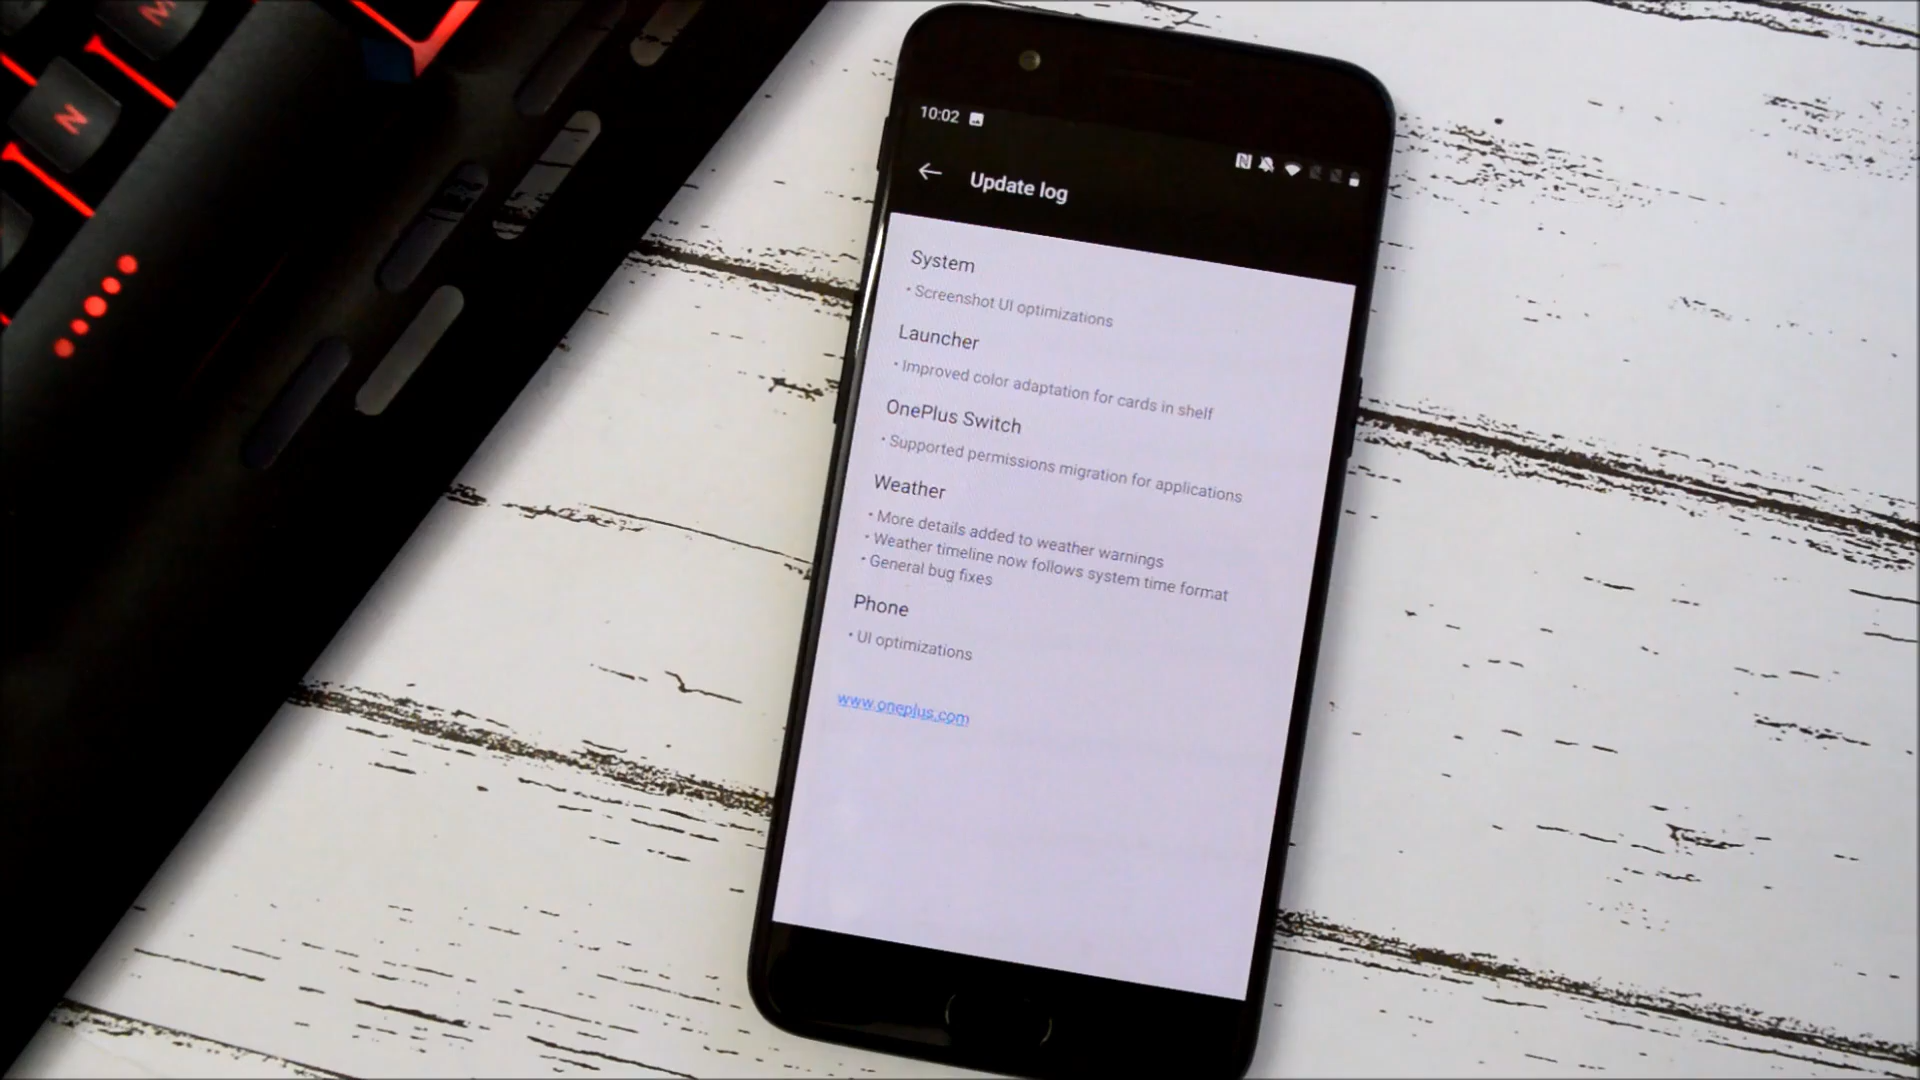 M
N
10:02
Update log
System
• Screenshot UI optimizations
Launcher
• Improved color adaptation for cards in shelf
OnePlus Switch
• Supported permissions migration for applications
Weather
• More details added to weather warnings
• Weather timeline now follows system time format
• General bug fixes
Phone
• UI optimizations
www.oneplus.com